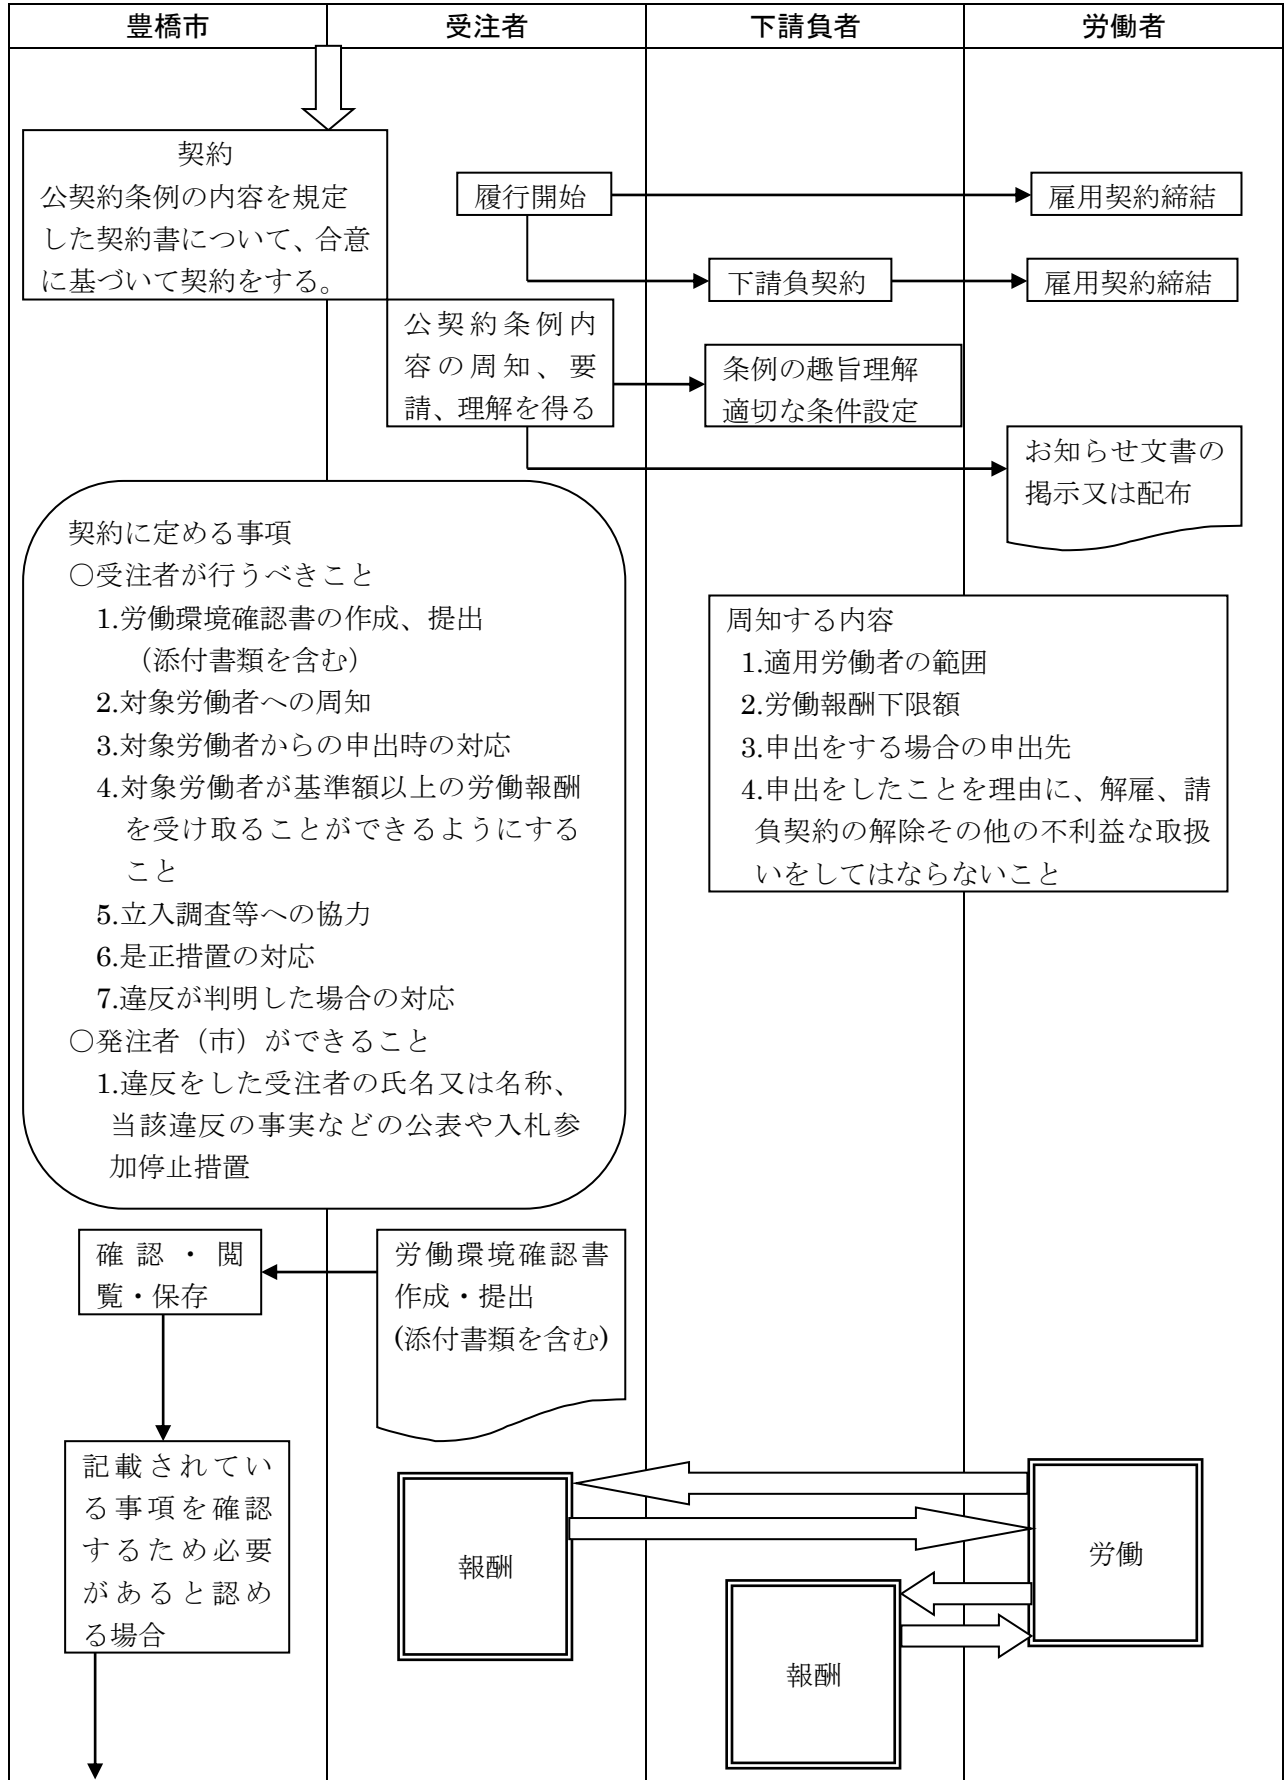 豊橋市
受注者
下請負者
労働者
契約
公契約条例の内容を規定
した契約書について、合意
に基づいて契約をする。
履行開始
雇用契約締結
下請負契約
雇用契約締結
公契約条例内
容の周知、要
請、理解を得る
条例の趣旨理解
適切な条件設定
お知らせ文書の
掲示又は配布
契約に定める事項
○受注者が行うべきこと
1.労働環境確認書の作成、提出
（添付書類を含む）
2.対象労働者への周知
3.対象労働者からの申出時の対応
4.対象労働者が基準額以上の労働報酬
を受け取ることができるようにする
こと
5.立入調査等への協力
6.是正措置の対応
7.違反が判明した場合の対応
○発注者（市）ができること
1.違反をした受注者の氏名又は名称、
当該違反の事実などの公表や入札参
加停止措置
周知する内容
1.適用労働者の範囲
2.労働報酬下限額
3.申出をする場合の申出先
4.申出をしたことを理由に、解雇、請
負契約の解除その他の不利益な取扱
いをしてはならないこと
確認・閲
覧・保存
労働環境確認書
作成・提出
(添付書類を含む)
記載されてい
る事項を確認
するため必要
があると認め
る場合
報酬
労働
報酬